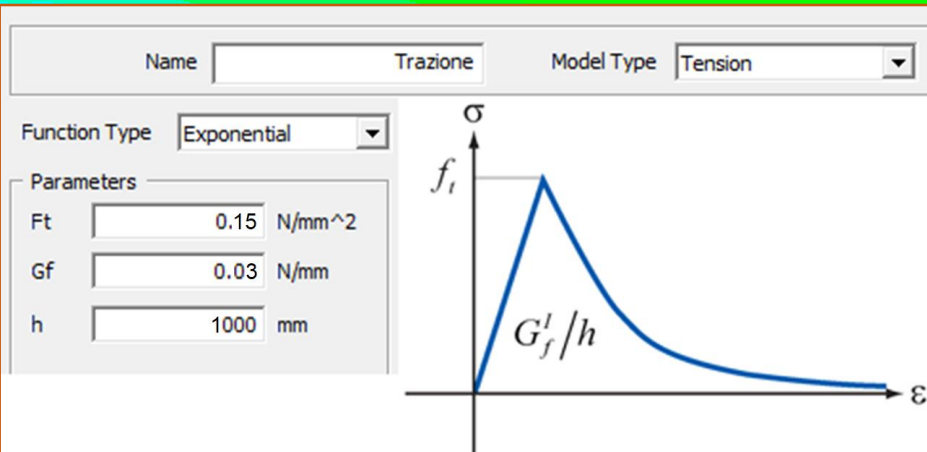 Name Trazione Model Type Tension
Function Type Exponential
Parameters
Ft 0.15 N/mm^2
Gf 0.03 N/mm
h 1000 mm
σ
f_t
G_f^I/h
ε